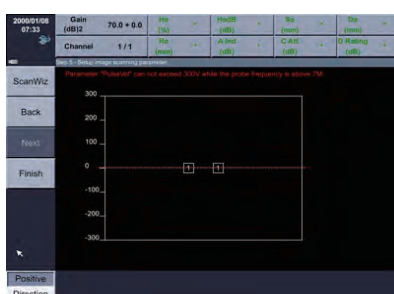 2000/01/08
07:33
Gain
(dB)2
70.0 + 0.0
He
(%)
HedB
(dB)
Sa
(mm)
Da
(mm)
Channel
1 / 1
Ha
(mm)
A Ind
(dB)
C Att
(dB)
D Rating
(dB)
Step 5 - Setup image scanning parameter.
ScanWiz
Parameter "PulseVol" can not exceed 300V while the probe frequency is above 7M.
Back
Next
Finish
300
200
100
0
-100
-200
-300
1
1
Positive
Direction